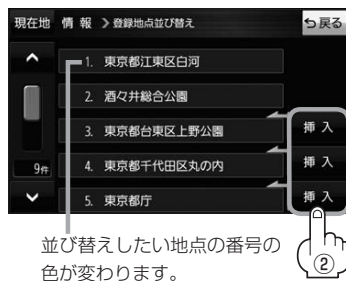 現在地 情 報 ❯ 登録地点並び替え
戻る
1. 東京都江東区白河
2. 酒々井総合公園
3. 東京都台東区上野公園
挿 入
4. 東京都千代田区丸の内
挿 入
9件
5. 東京都庁
挿 入
並び替えしたい地点の番号の
色が変わります。
②